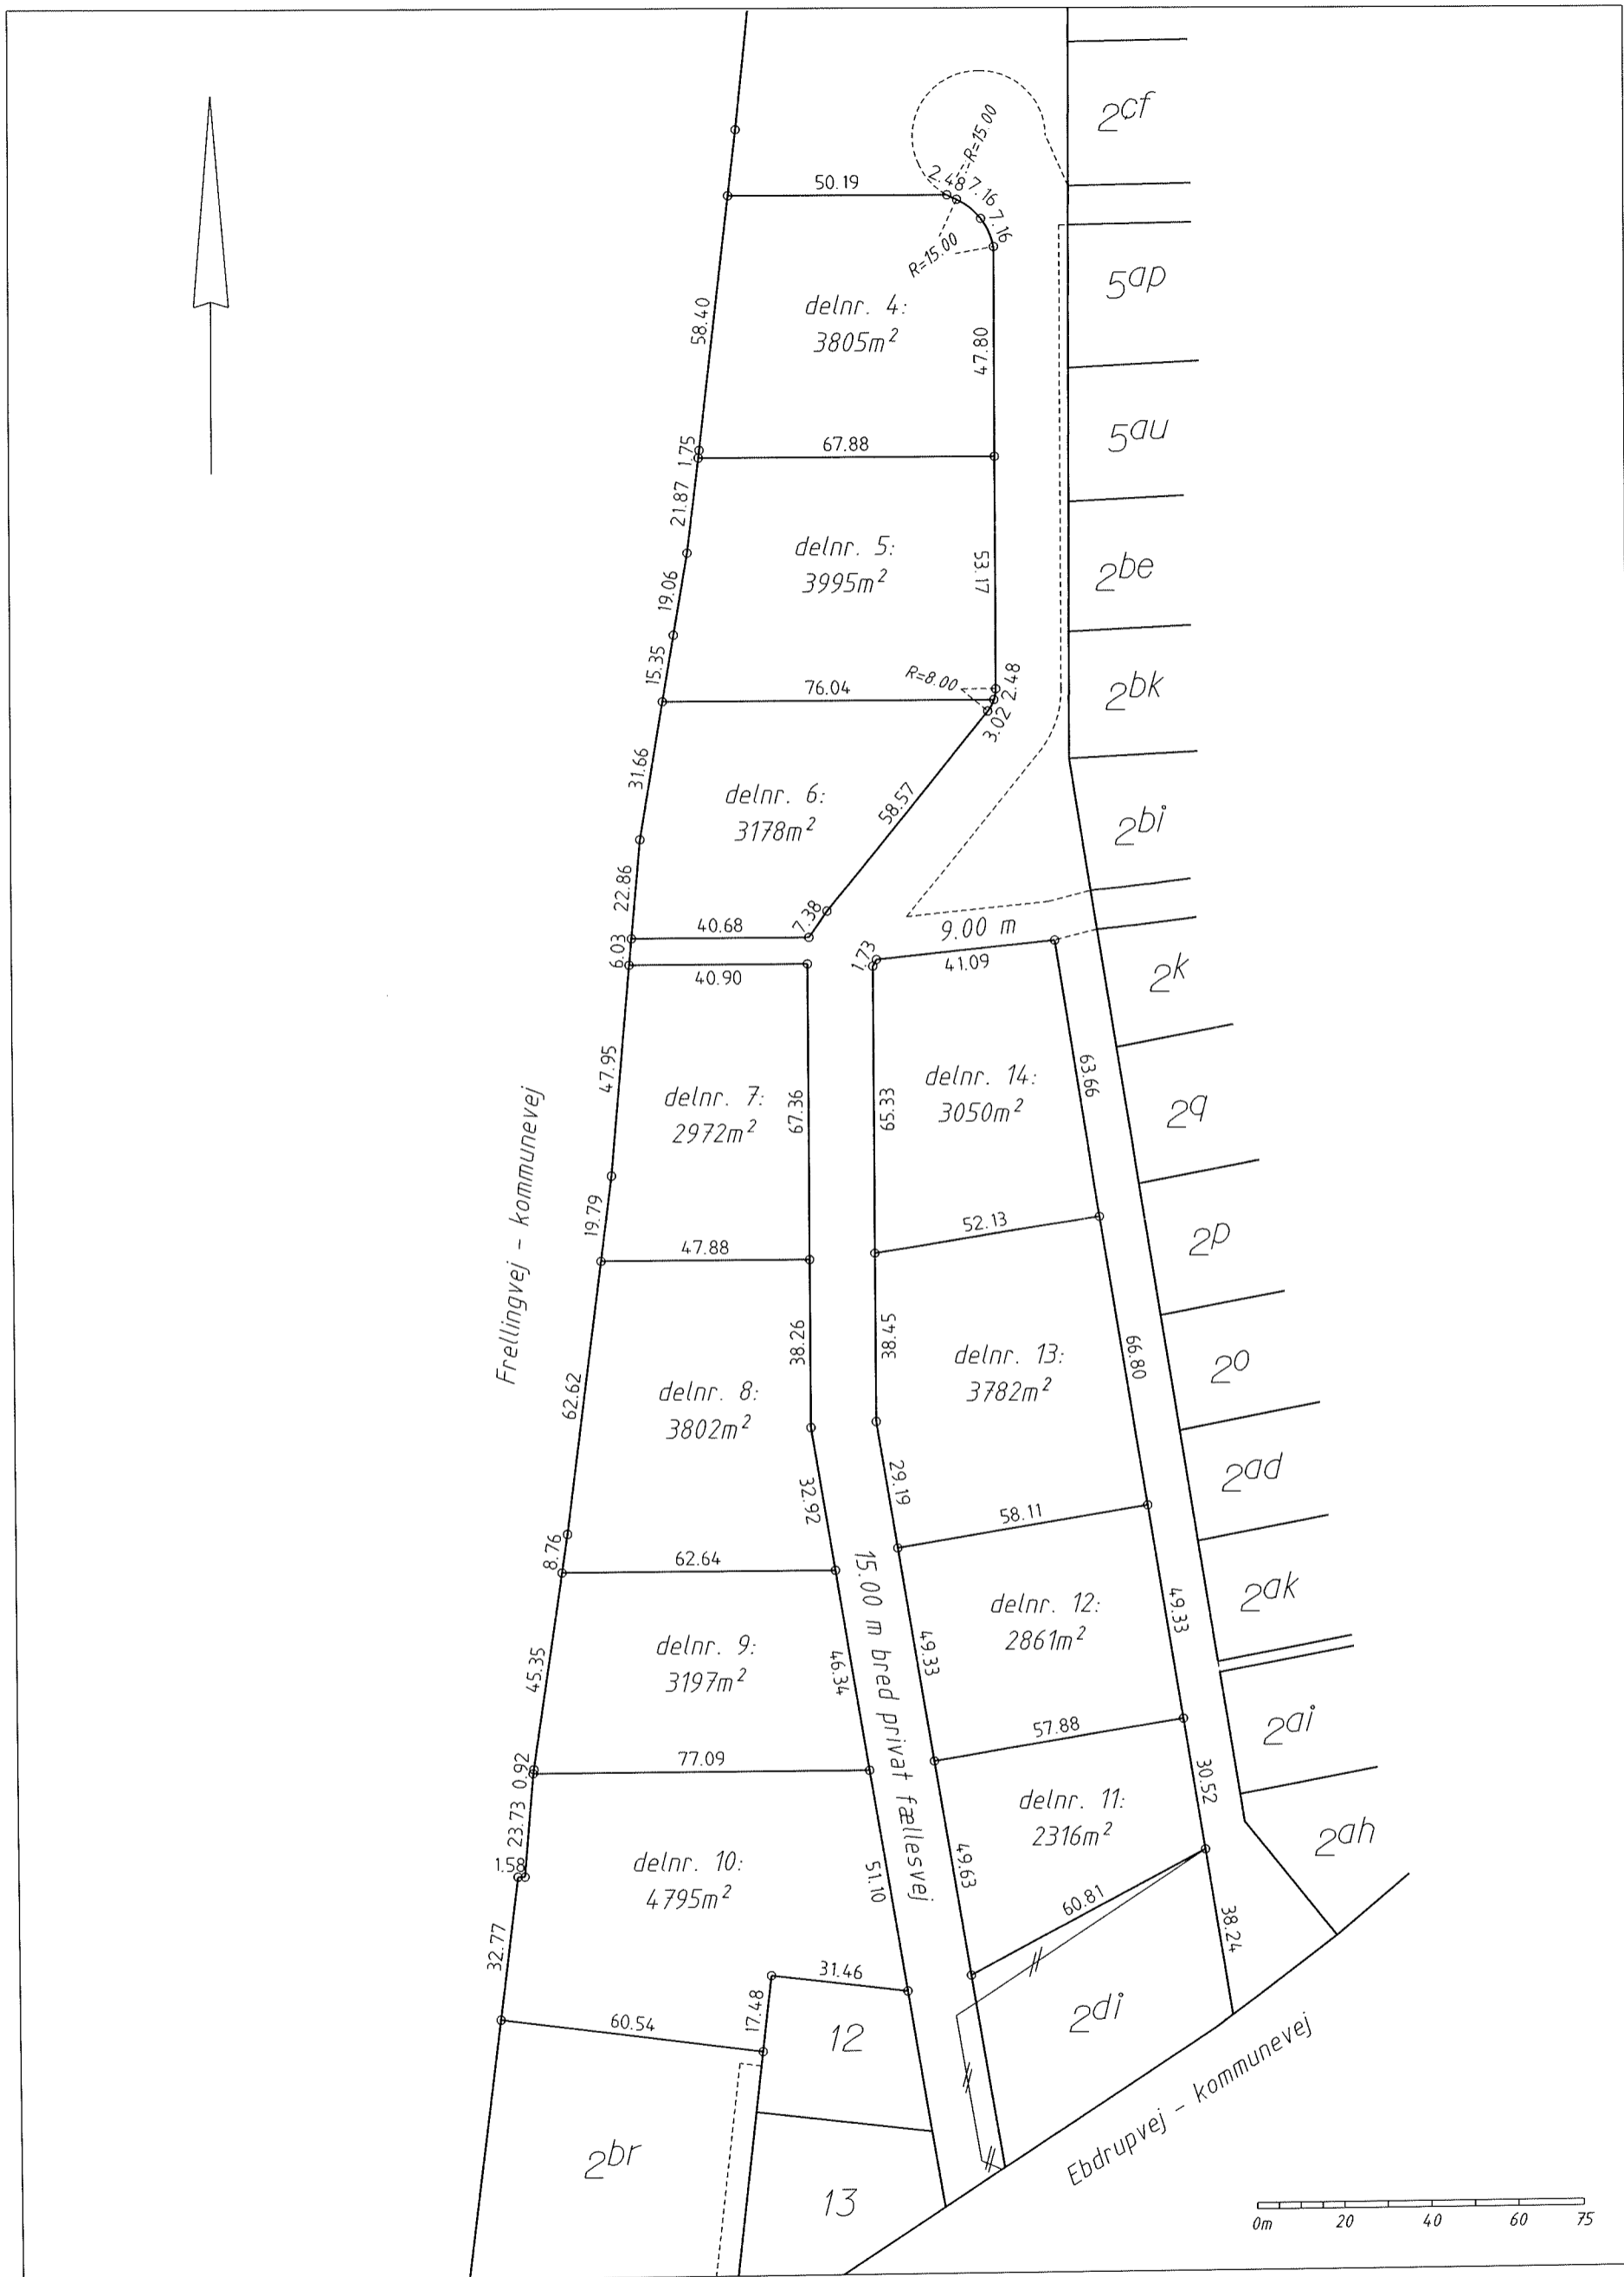 2cf
R=15.00
2.48
7.16
50.19
7.16
R=15.00
5ap
58.40
delnr. 4:
3805m²
47.80
5au
67.88
1.75
21.87
delnr. 5:
3995m²
53.17
2be
19.06
15.35
R=8.00
2.48
76.04
3.02
2bk
31.66
delnr. 6:
3178m²
58.57
2bi
22.86
7.38
40.68
9.00 m
6.03
1.73
41.09
40.90
2k
47.95
delnr. 7:
2972m²
67.36
65.33
delnr. 14:
3050m²
63.66
2q
Frellingvej - kommunevej
19.79
47.88
52.13
2p
38.26
38.45
62.62
delnr. 8:
3802m²
delnr. 13:
3782m²
66.80
2o
32.92
29.19
2ad
58.11
8.76
62.64
15.00 m bred privat fællesvej
2ak
delnr. 12:
2861m²
49.33
45.35
delnr. 9:
3197m²
46.34
49.33
57.88
2ai
0.92
77.09
30.52
23.73
delnr. 11:
2316m²
2ah
1.58
delnr. 10:
4795m²
51.10
49.63
60.81
38.24
32.77
31.46
17.48
60.54
12
2di
Ebdrupvej - kommunevej
2br
13
0m 20 40 60 75